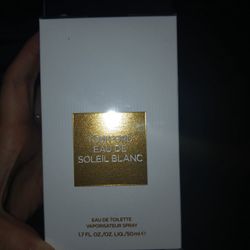 TOM FORD
EAU DE
SOLEIL BLANC
EAU DE TOILETTE
VAPORISATEUR SPRAY
1.7 FL.OZ./OZ. LIQ./50ml ℮